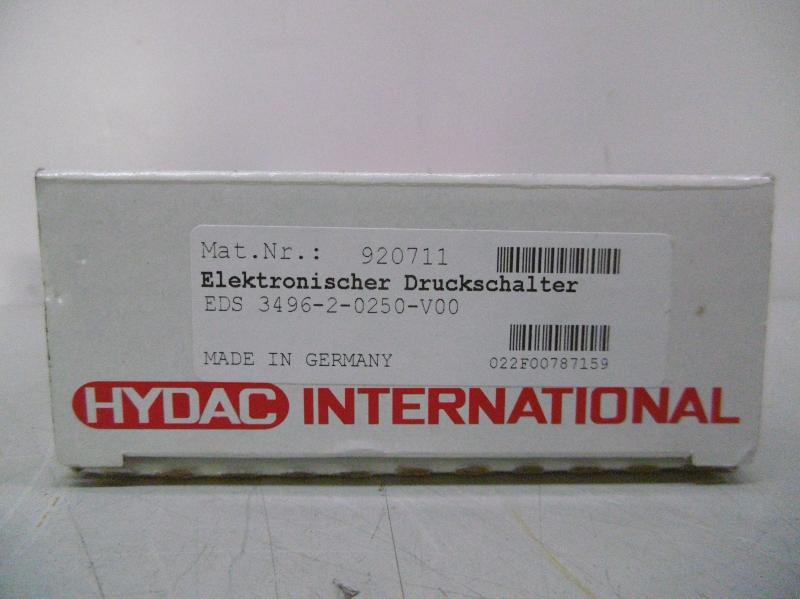 Mat.Nr.: 920711
Elektronischer Druckschalter
EDS 3496-2-0250-V00
MADE IN GERMANY 022F00787159
HYDAC INTERNATIONAL